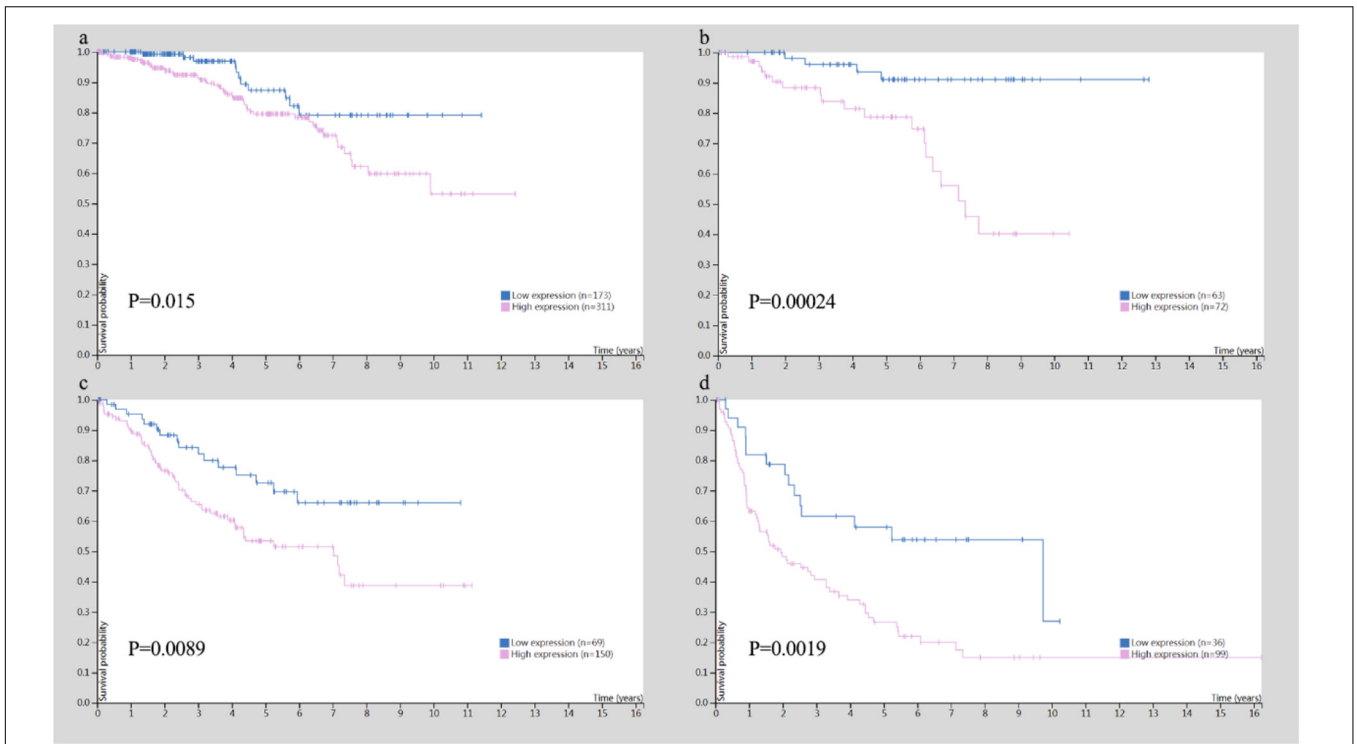 a
1.0
0.9
0.8
0.7
0.6
0.5
0.4
0.3
0.2
0.1
0.0
Survival probability
P=0.015
Low expression (n=173)
High expression (n=311)
Time (years)
0 1 2 3 4 5 6 7 8 9 10 11 12 13 14 15 16
b
1.0
0.9
0.8
0.7
0.6
0.5
0.4
0.3
0.2
0.1
0.0
Survival probability
P=0.00024
Low expression (n=63)
High expression (n=72)
Time (years)
0 1 2 3 4 5 6 7 8 9 10 11 12 13 14 15 16
c
1.0
0.9
0.8
0.7
0.6
0.5
0.4
0.3
0.2
0.1
0.0
Survival probability
P=0.0089
Low expression (n=69)
High expression (n=150)
Time (years)
0 1 2 3 4 5 6 7 8 9 10 11 12 13 14 15 16
d
1.0
0.9
0.8
0.7
0.6
0.5
0.4
0.3
0.2
0.1
0.0
Survival probability
P=0.0019
Low expression (n=36)
High expression (n=99)
Time (years)
0 1 2 3 4 5 6 7 8 9 10 11 12 13 14 15 16